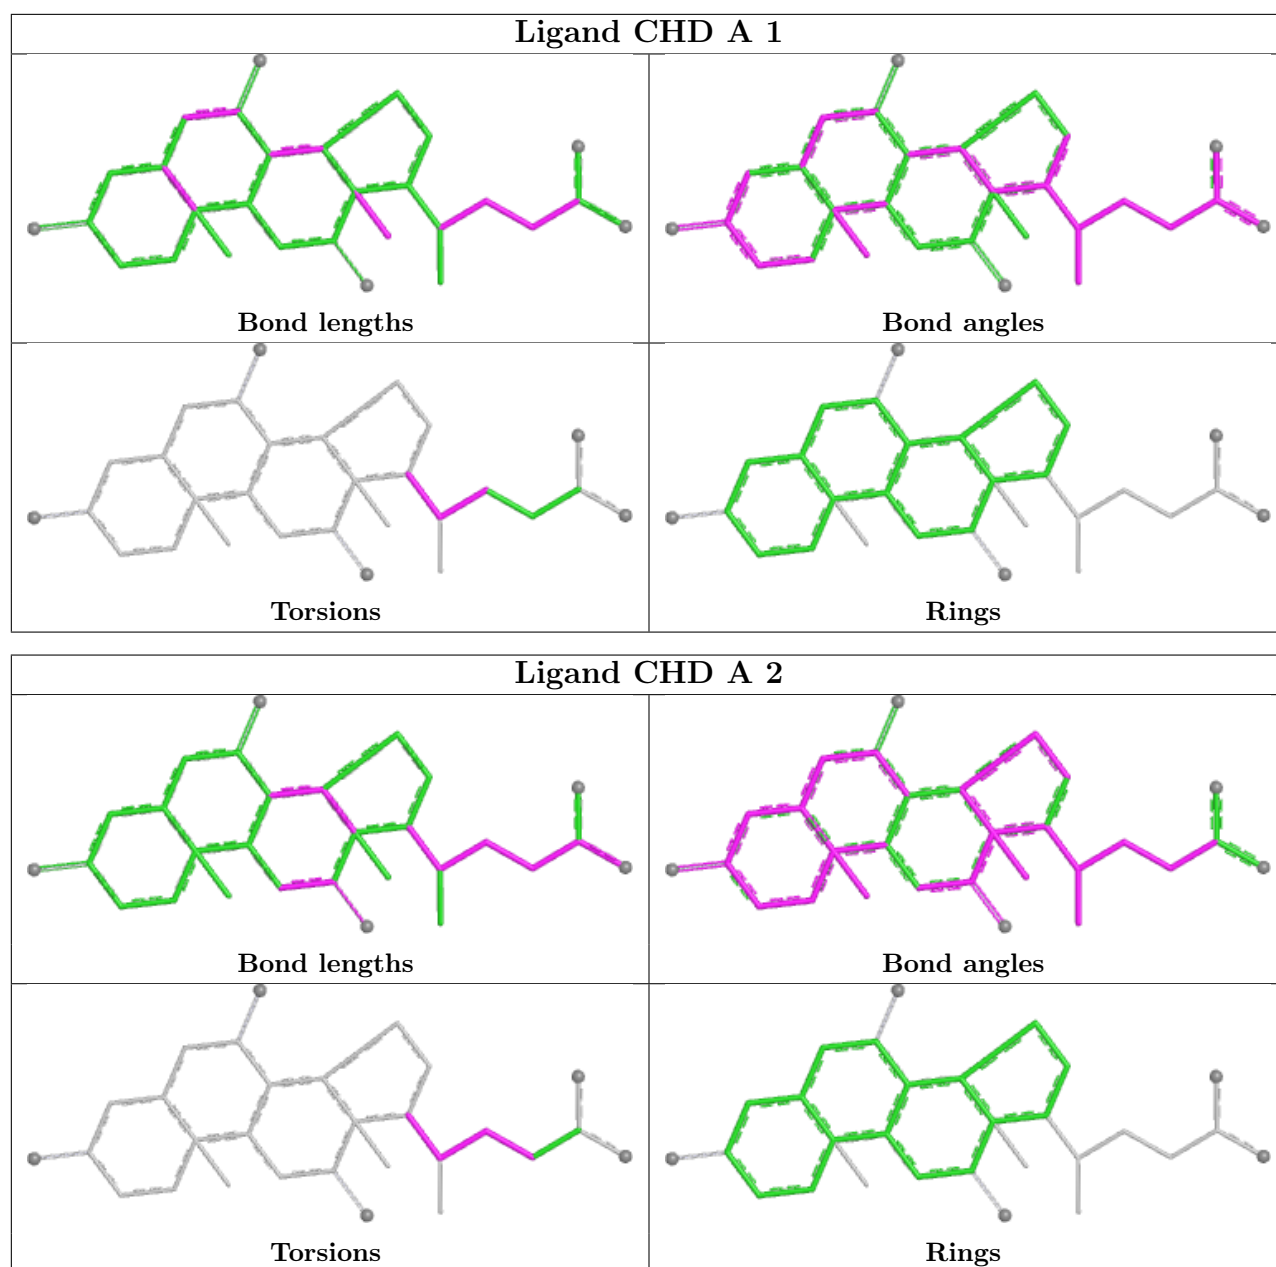 Ligand CHD A 1
Bond lengths
Bond angles
Torsions
Rings
Ligand CHD A 2
Bond lengths
Bond angles
Torsions
Rings